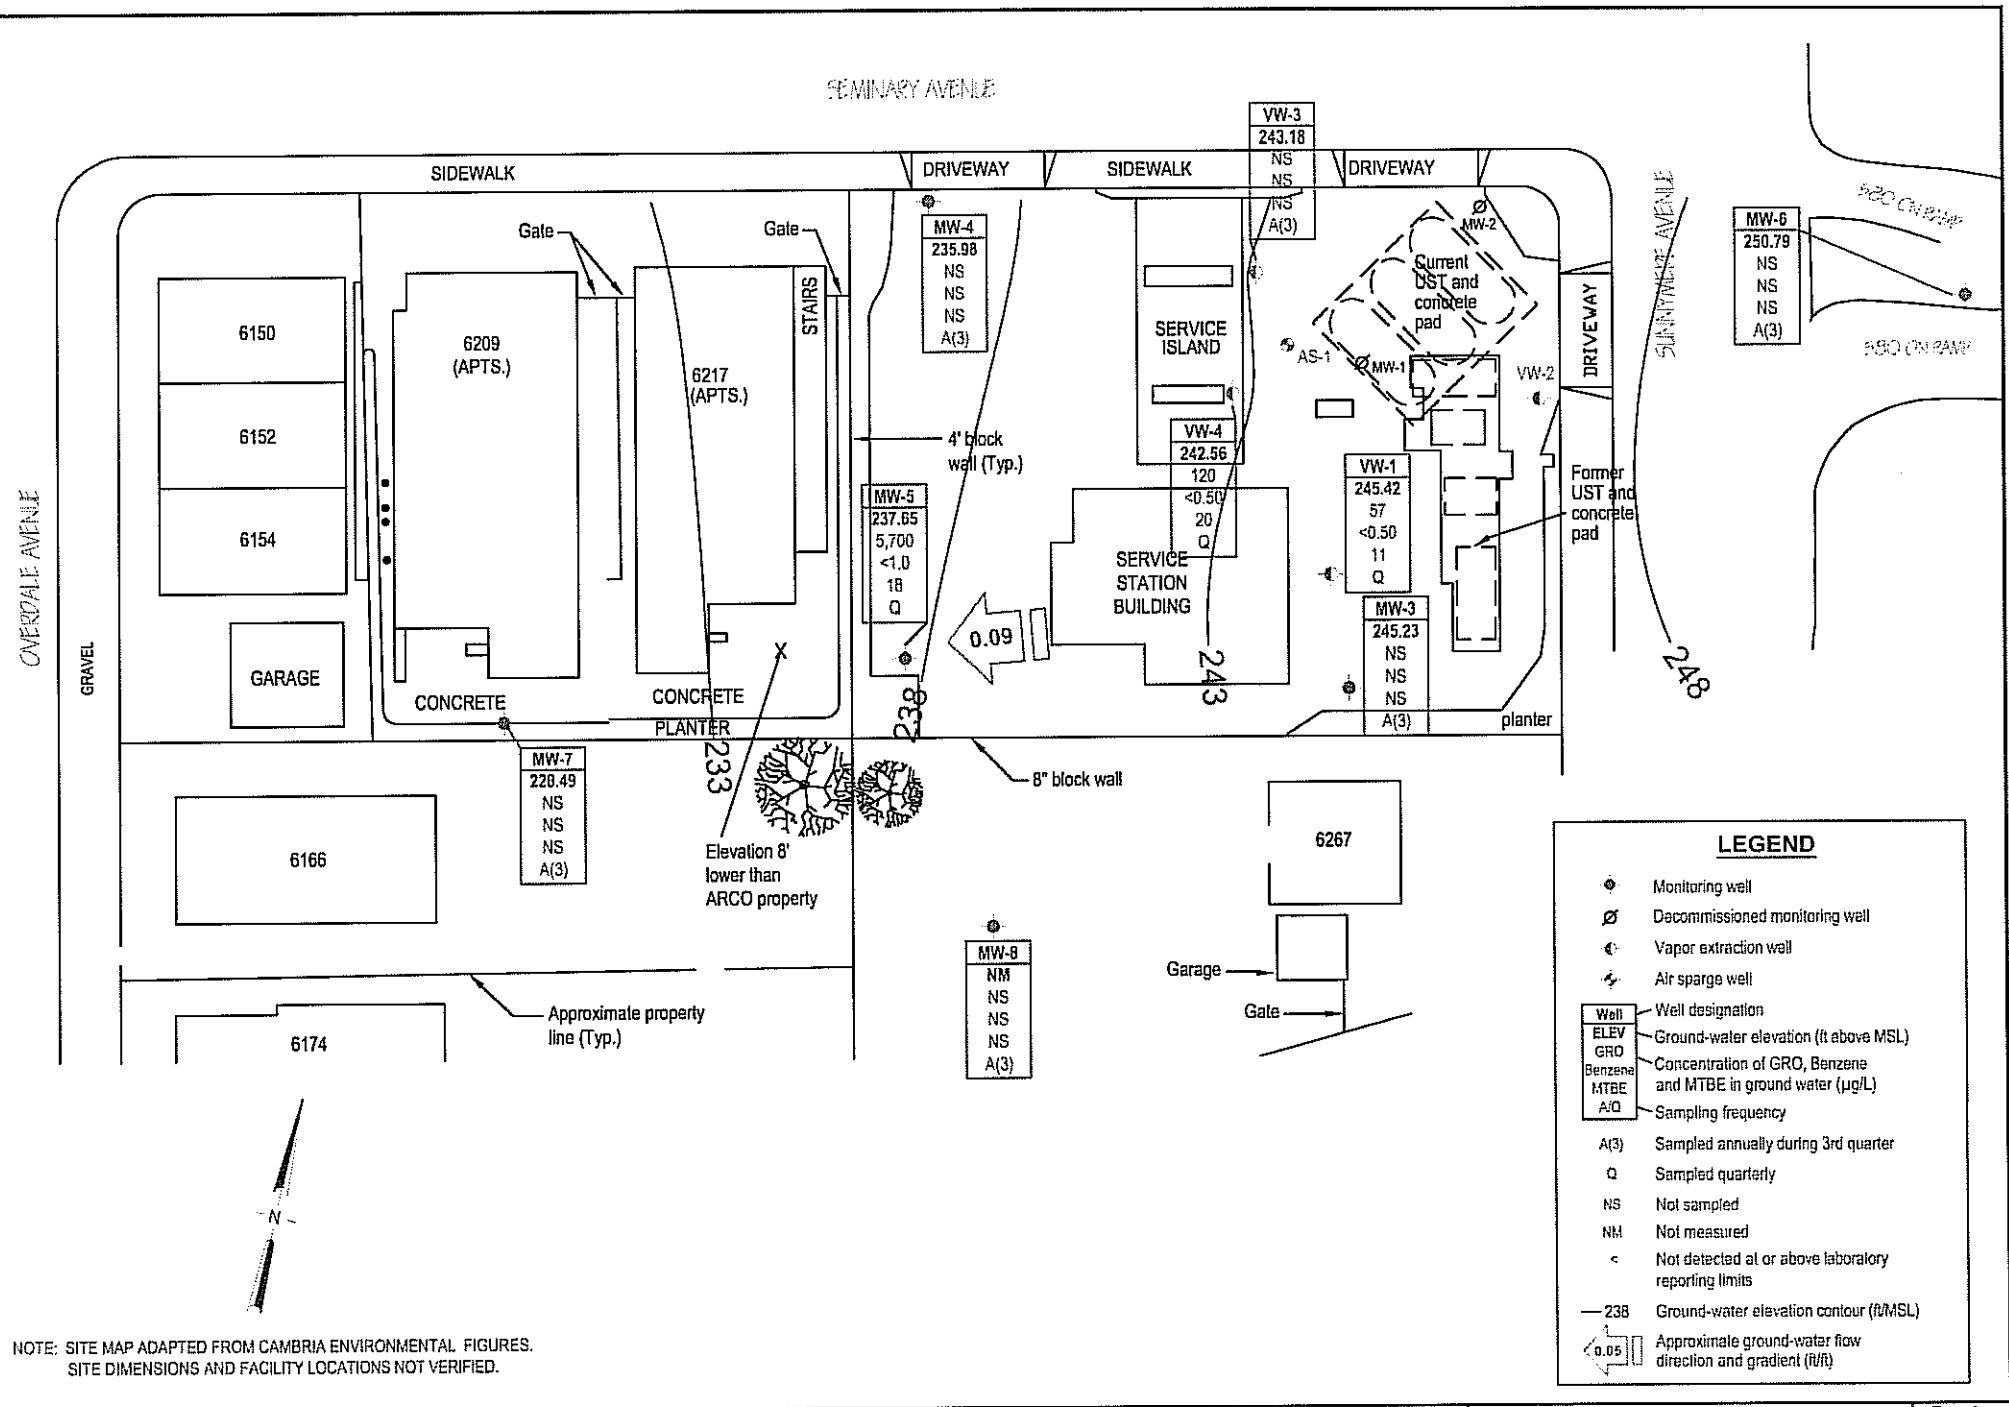 SEMINARY AVENUE
SIDEWALK
DRIVEWAY
SIDEWALK
DRIVEWAY
VW-3
243.18
NS
NS
NS
A(3)
Gate
Gate
MW-4
235.98
NS
NS
NS
A(3)
STAIRS
6150
6152
6154
6209
(APTS.)
6217
(APTS.)
SERVICE
ISLAND
MW-2
Current
UST and
concrete
pad
AS-1
MW-1
VW-2
DRIVEWAY
SUNNYMERE AVENUE
580 ON RAMP
580 ON RAMP
MW-6
250.79
NS
NS
NS
A(3)
4' block
wall (Typ.)
VW-4
242.56
120
<0.50
20
Q
VW-1
245.42
57
<0.50
11
Q
Former
UST and
concrete
pad
MW-5
237.65
5,700
<1.0
18
Q
SERVICE
STATION
BUILDING
0.09
MW-3
245.23
NS
NS
NS
A(3)
OVERDALE AVENUE
GRAVEL
GARAGE
CONCRETE
CONCRETE
PLANTER
planter
X
233
238
243
248
MW-7
228.49
NS
NS
NS
A(3)
8" block wall
Elevation 8'
lower than
ARCO property
6166
6267
MW-8
NM
NS
NS
NS
A(3)
Garage
Gate
Approximate property
line (Typ.)
6174
N
NOTE: SITE MAP ADAPTED FROM CAMBRIA ENVIRONMENTAL FIGURES.
SITE DIMENSIONS AND FACILITY LOCATIONS NOT VERIFIED.
LEGEND
Monitoring well
Decommissioned monitoring well
Vapor extraction well
Air sparge well
Well
ELEV
GRO
Benzene
MTBE
A/Q
Well designation
Ground-water elevation (ft above MSL)
Concentration of GRO, Benzene
and MTBE in ground water (µg/L)
Sampling frequency
A(3) Sampled annually during 3rd quarter
Q Sampled quarterly
NS Not sampled
NM Not measured
< Not detected at or above laboratory
reporting limits
238 Ground-water elevation contour (ft/MSL)
0.05 Approximate ground-water flow
direction and gradient (ft/ft)